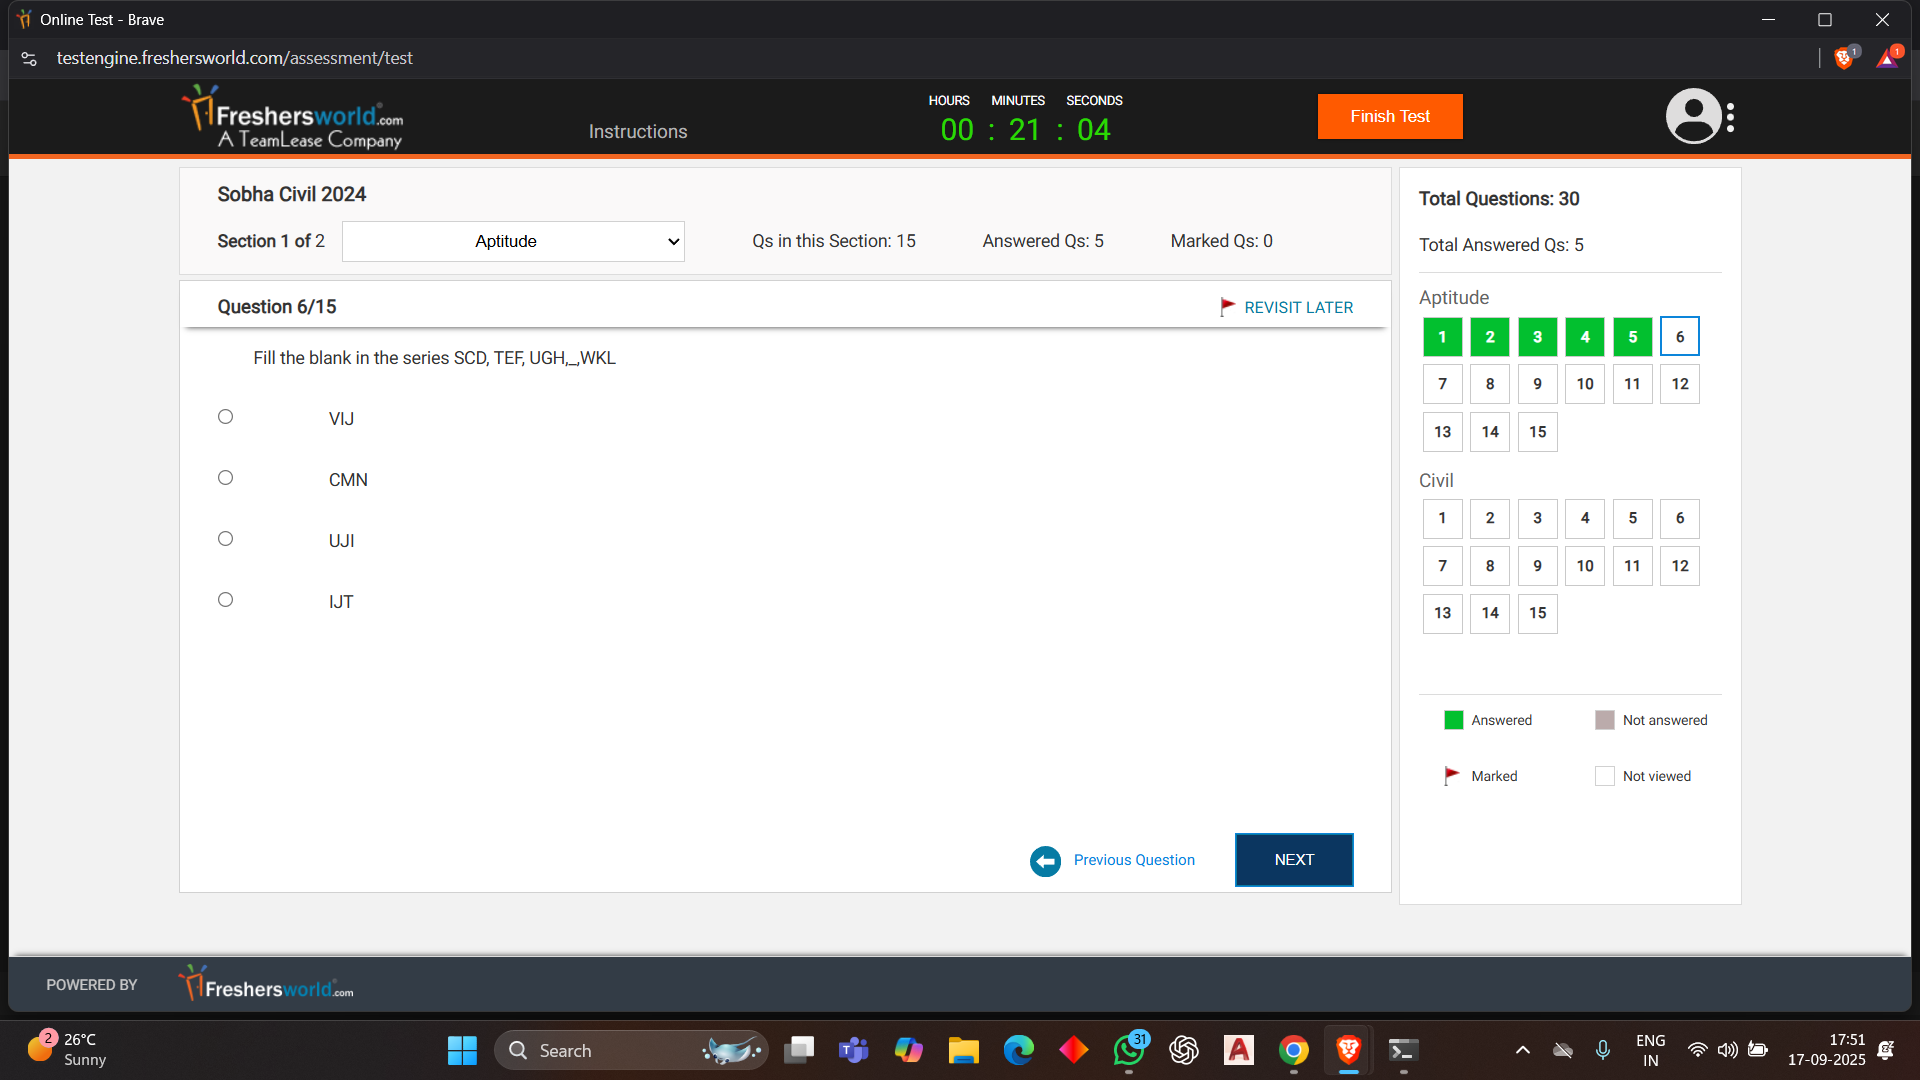 Online Test - Brave
testengine.freshersworld.com/assessment/test
1
1
Freshersworld.com
A TeamLease Company
Instructions
HOURS MINUTES SECONDS
00 : 21 : 04
Finish Test
Sobha Civil 2024
Section 1 of 2
Aptitude
Qs in this Section: 15
Answered Qs: 5
Marked Qs: 0
Question 6/15
REVISIT LATER
Fill the blank in the series SCD, TEF, UGH,_,WKL
VIJ
CMN
UJI
IJT
Previous Question
NEXT
Total Questions: 30
Total Answered Qs: 5
Aptitude
1 2 3 4 5 6
7 8 9 10 11 12
13 14 15
Civil
1 2 3 4 5 6
7 8 9 10 11 12
13 14 15
Answered
Not answered
Marked
Not viewed
POWERED BY
Freshersworld.com
2
26°C
Sunny
Search
31
ENG
IN
17:51
17-09-2025